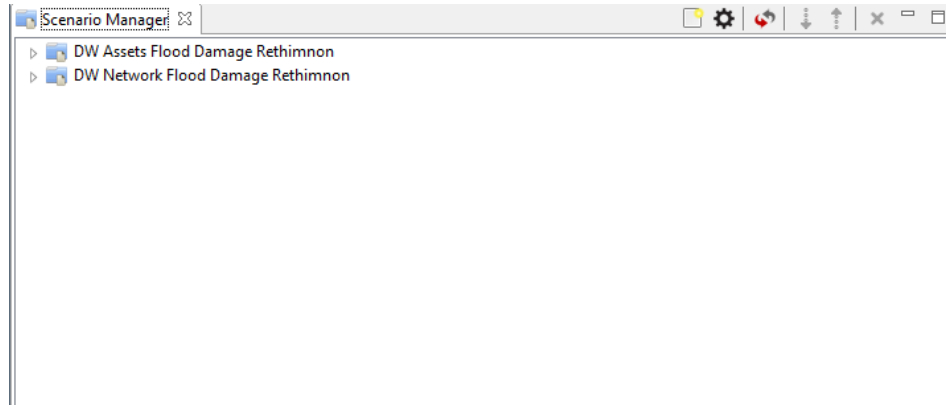 Scenario Manager
DW Assets Flood Damage Rethimnon
DW Network Flood Damage Rethimnon